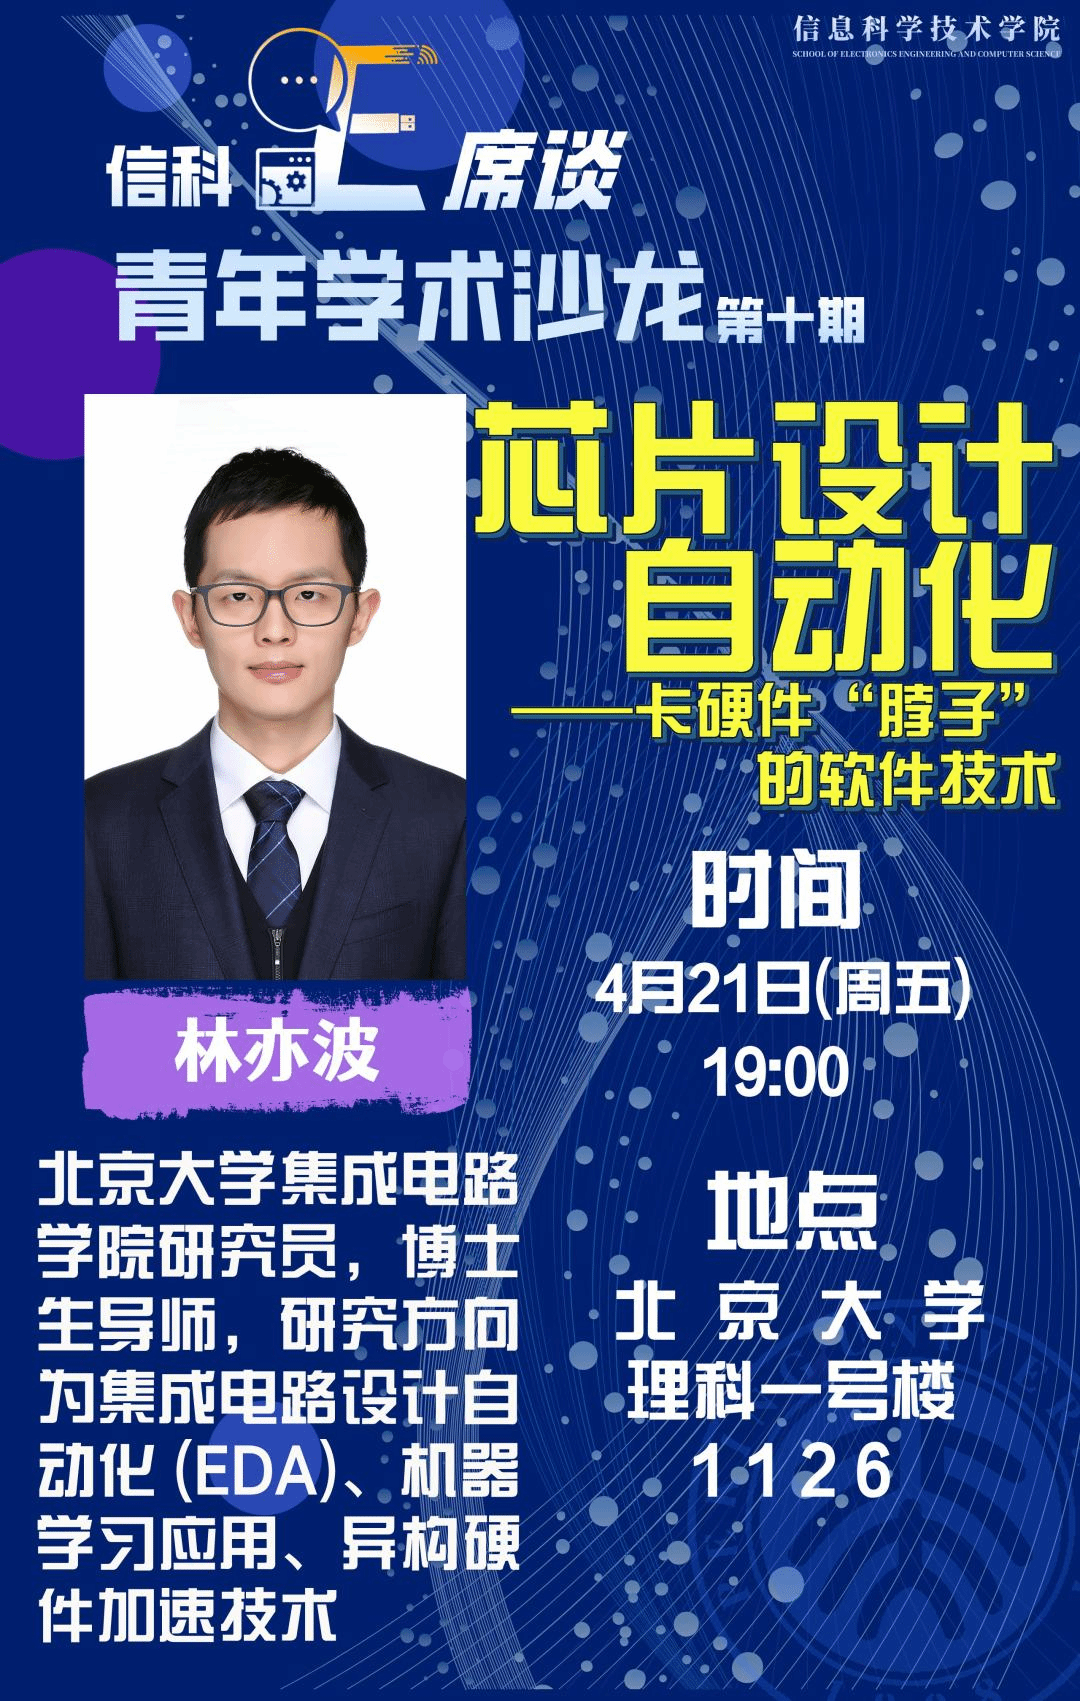 信息科学技术学院
SCHOOL OF ELECTRONICS ENGINEERING AND COMPUTER SCIENCE
信科E席谈
青年学术沙龙 第十期
芯片设计
自动化
——卡硬件“脖子”
的软件技术
时间
4月21日(周五)
19:00
林亦波
北京大学集成电路
学院研究员，博士
生导师，研究方向
为集成电路设计自
动化(EDA)、机器
学习应用、异构硬
件加速技术
地点
北京大学
理科一号楼
1126